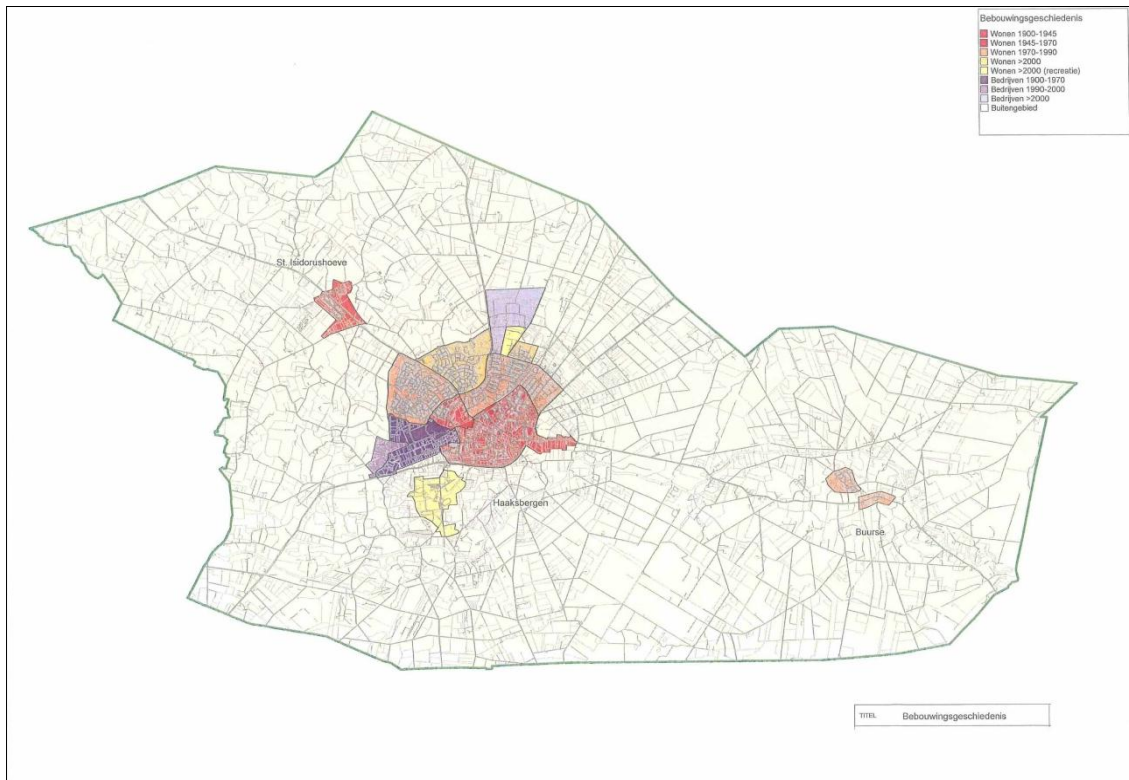 Bebouwingsgeschiedenis
Wonen 1900-1945
Wonen 1945-1970
Wonen 1970-1990
Wonen >2000
Wonen >2000 (recreatie)
Bedrijven 1900-1970
Bedrijven 1990-2000
Bedrijven >2000
Buitengebied
St. Isidorushoeve
Haaksbergen
Buurse
TITEL Bebouwingsgeschiedenis